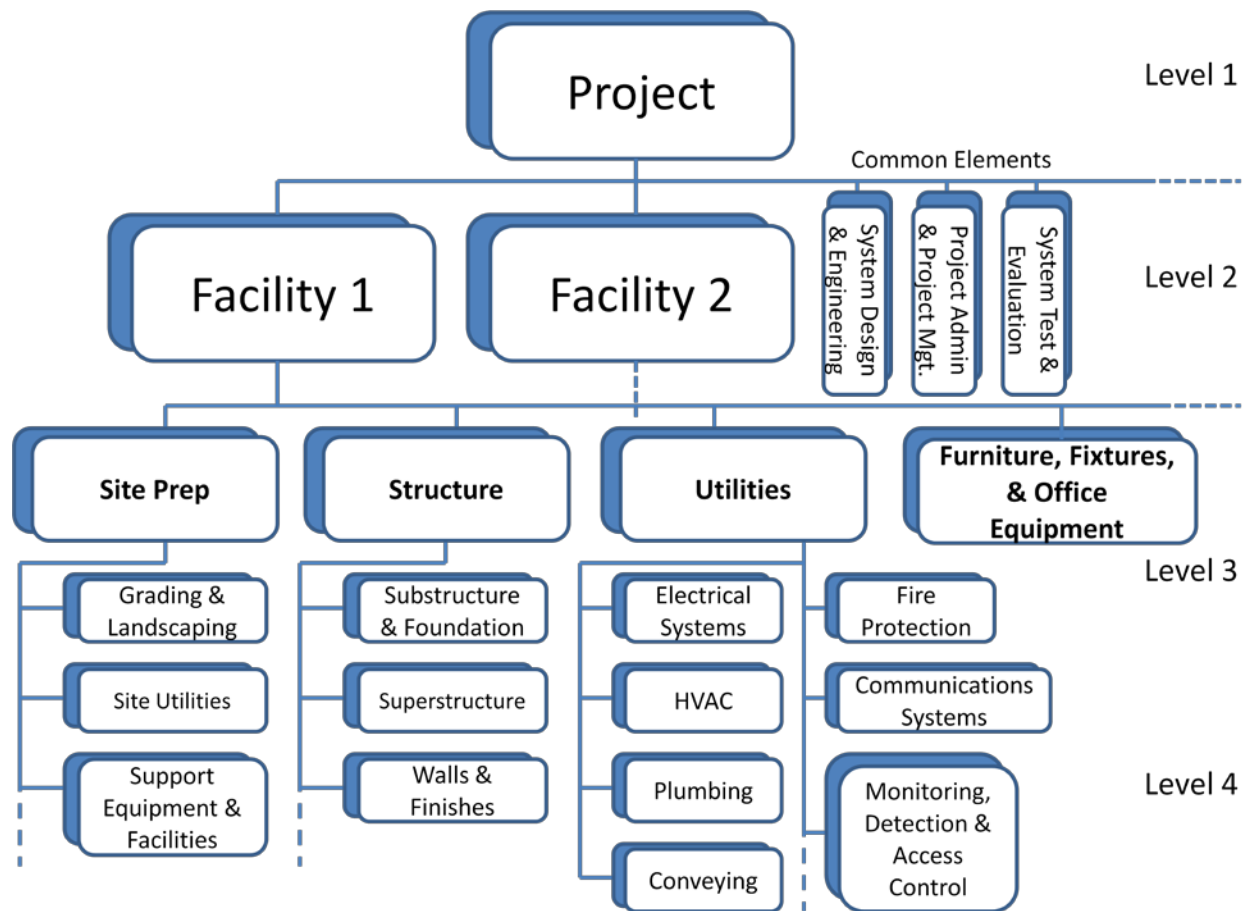 Project
Level 1
Common Elements
Facility 1
Facility 2
System Design
& Engineering
Project Admin
& Project Mgt.
System Test &
Evaluation
Level 2
Site Prep
Structure
Utilities
Furniture, Fixtures,
& Office
Equipment
Level 3
Grading &
Landscaping
Site Utilities
Support
Equipment &
Facilities
Substructure
& Foundation
Superstructure
Walls &
Finishes
Electrical
Systems
HVAC
Plumbing
Conveying
Fire
Protection
Communications
Systems
Monitoring,
Detection &
Access
Control
Level 4